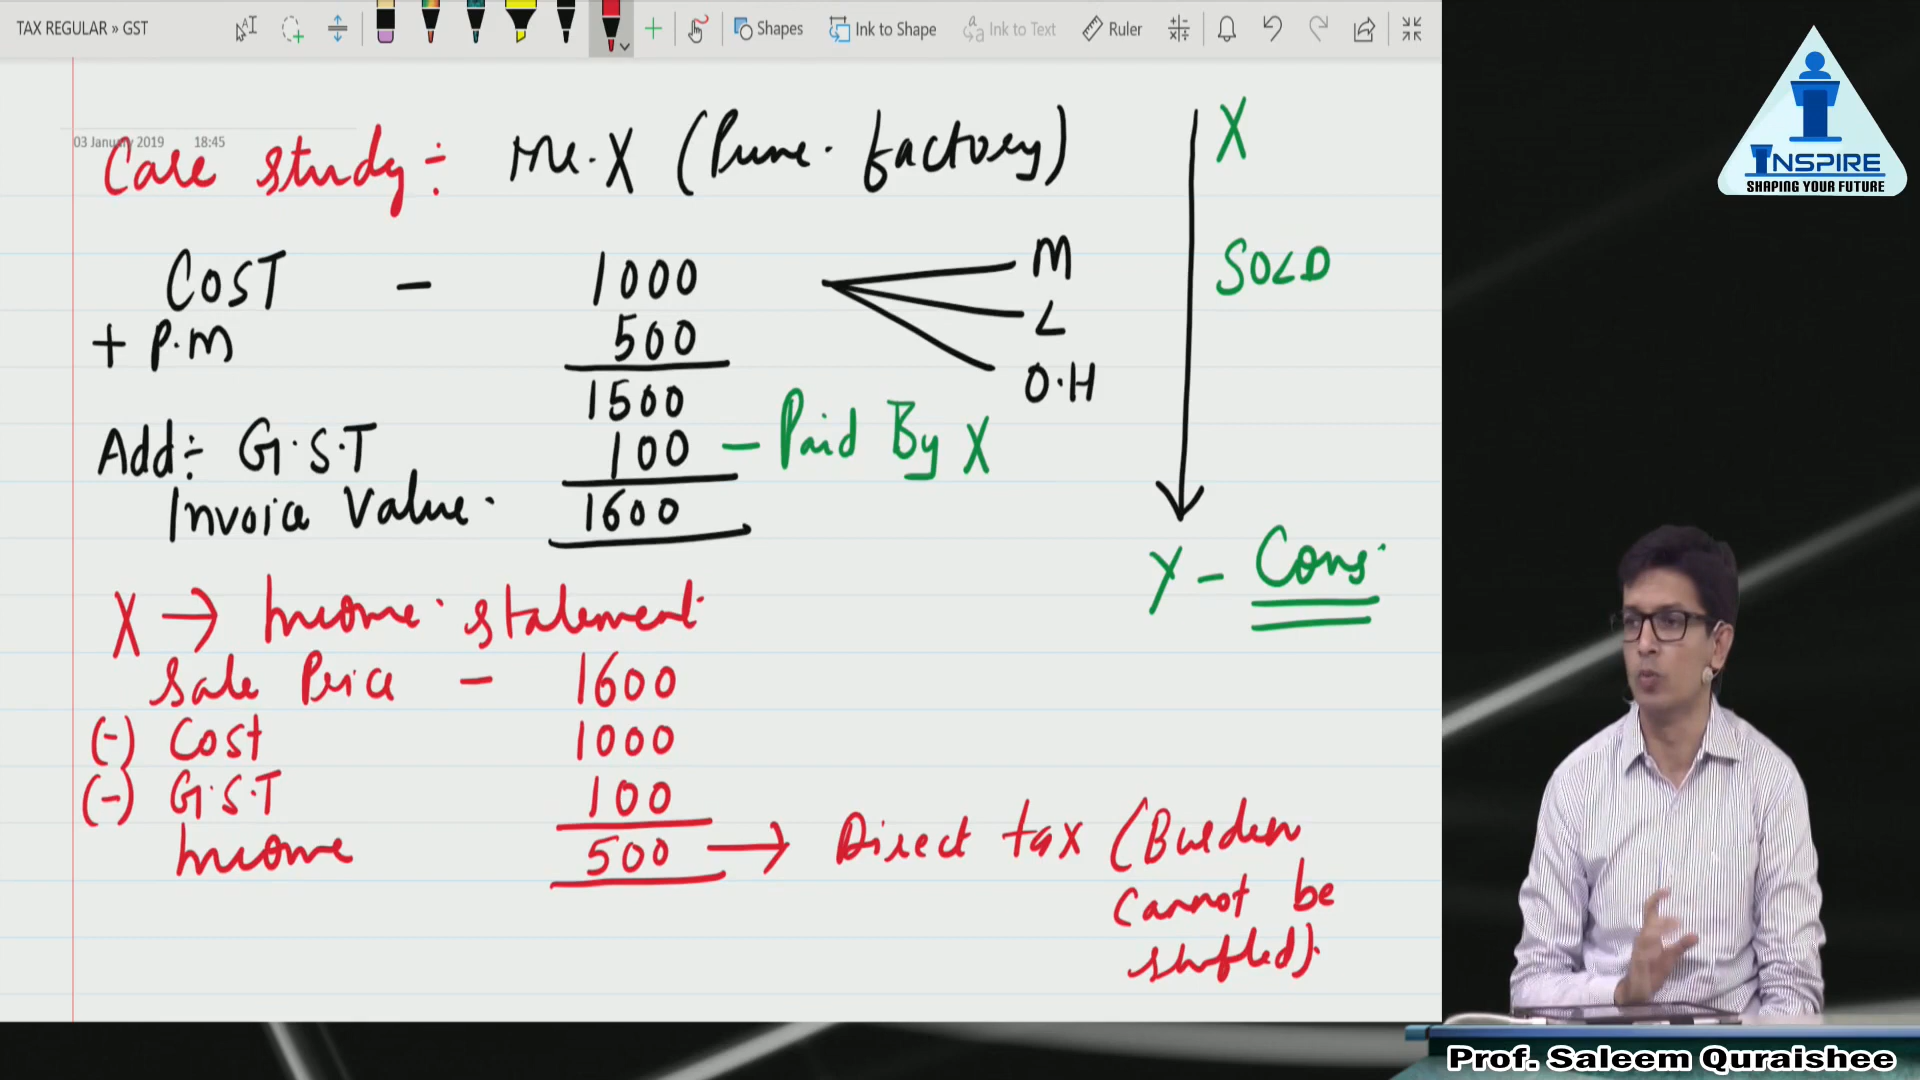 TAX REGULAR » GST
Shapes
Ink to Shape
Ink to Text
Ruler
03 January 2019 18:45
Case study÷ Mr.X (Pune. factory)
COST - 1000
M
L
O.H
+ P.M 500
1500
Add÷ G.S.T 100 - Paid By X
Invoice Value. 1600
X
SOLD
Y - Cons.
X → Income statement
Sale Price - 1600
(-) Cost 1000
(-) G.S.T 100
Income 500 → Direct tax (Burden
cannot be
shifted).
INSPIRE
SHAPING YOUR FUTURE
Prof. Saleem Quraishee